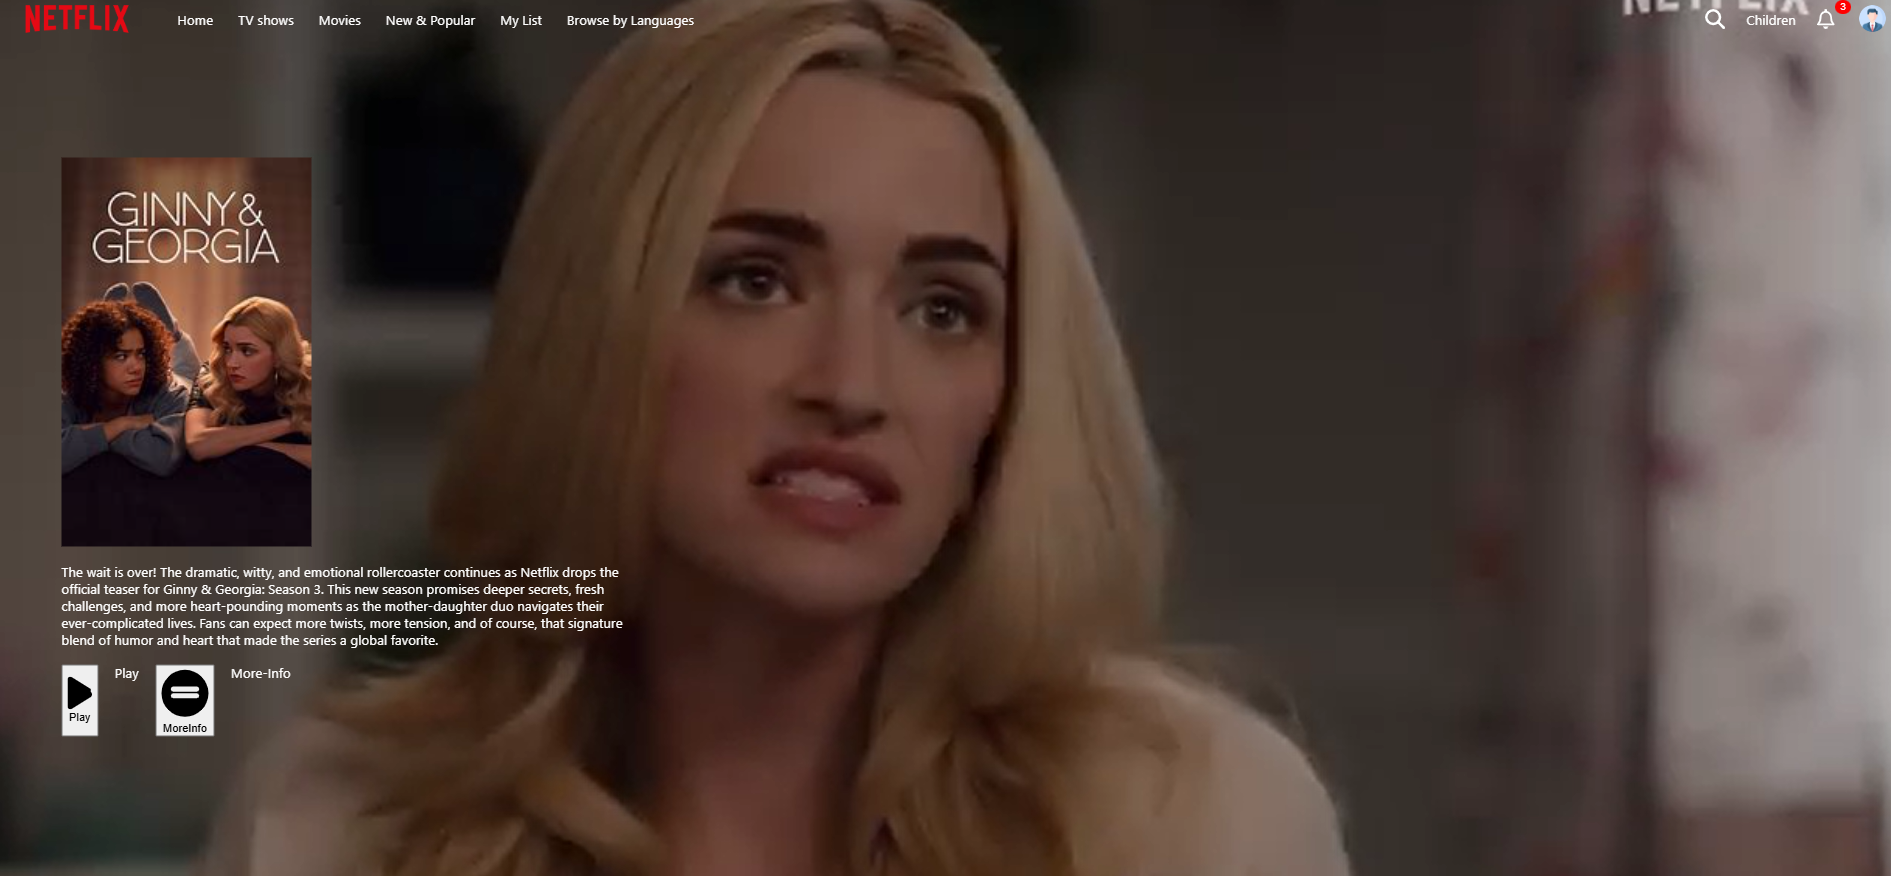 NETFLIX
Home TV shows Movies New & Popular My List Browse by Languages
NETFLIX
Children 3
GINNY &
GEORGIA
The wait is over! The dramatic, witty, and emotional rollercoaster continues as Netflix drops the
official teaser for Ginny & Georgia: Season 3. This new season promises deeper secrets, fresh
challenges, and more heart-pounding moments as the mother-daughter duo navigates their
ever-complicated lives. Fans can expect more twists, more tension, and of course, that signature
blend of humor and heart that made the series a global favorite.
Play More-Info
Play MoreInfo